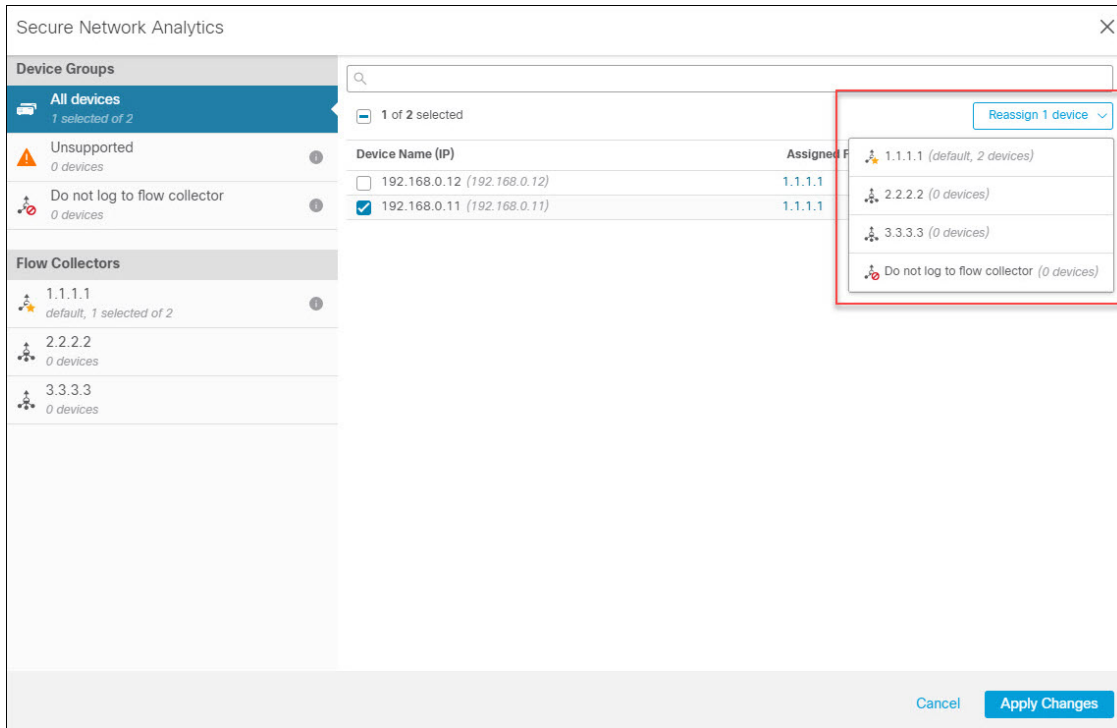 Secure Network Analytics
Device Groups
All devices
1 selected of 2
Unsupported
0 devices
Do not log to flow collector
0 devices
Flow Collectors
1.1.1.1
default, 1 selected of 2
2.2.2.2
0 devices
3.3.3.3
0 devices
1 of 2 selected
Reassign 1 device
Device Name (IP) Assigned F
192.168.0.12 (192.168.0.12) 1.1.1.1
192.168.0.11 (192.168.0.11) 1.1.1.1
1.1.1.1 (default, 2 devices)
2.2.2.2 (0 devices)
3.3.3.3 (0 devices)
Do not log to flow collector (0 devices)
Cancel Apply Changes